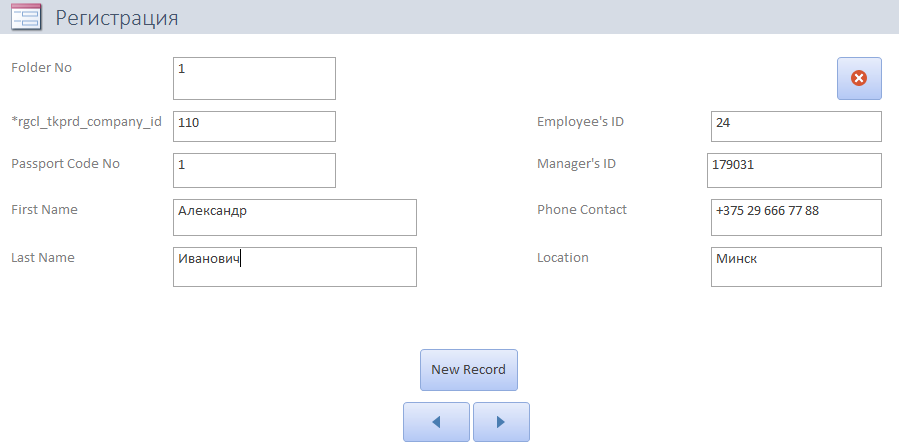 Регистрация
Folder No 1
*rgcl_tkprd_company_id 110 Employee's ID 24
Passport Code No 1 Manager's ID 179031
First Name Александр Phone Contact +375 29 666 77 88
Last Name Иванович Location Минск
New Record